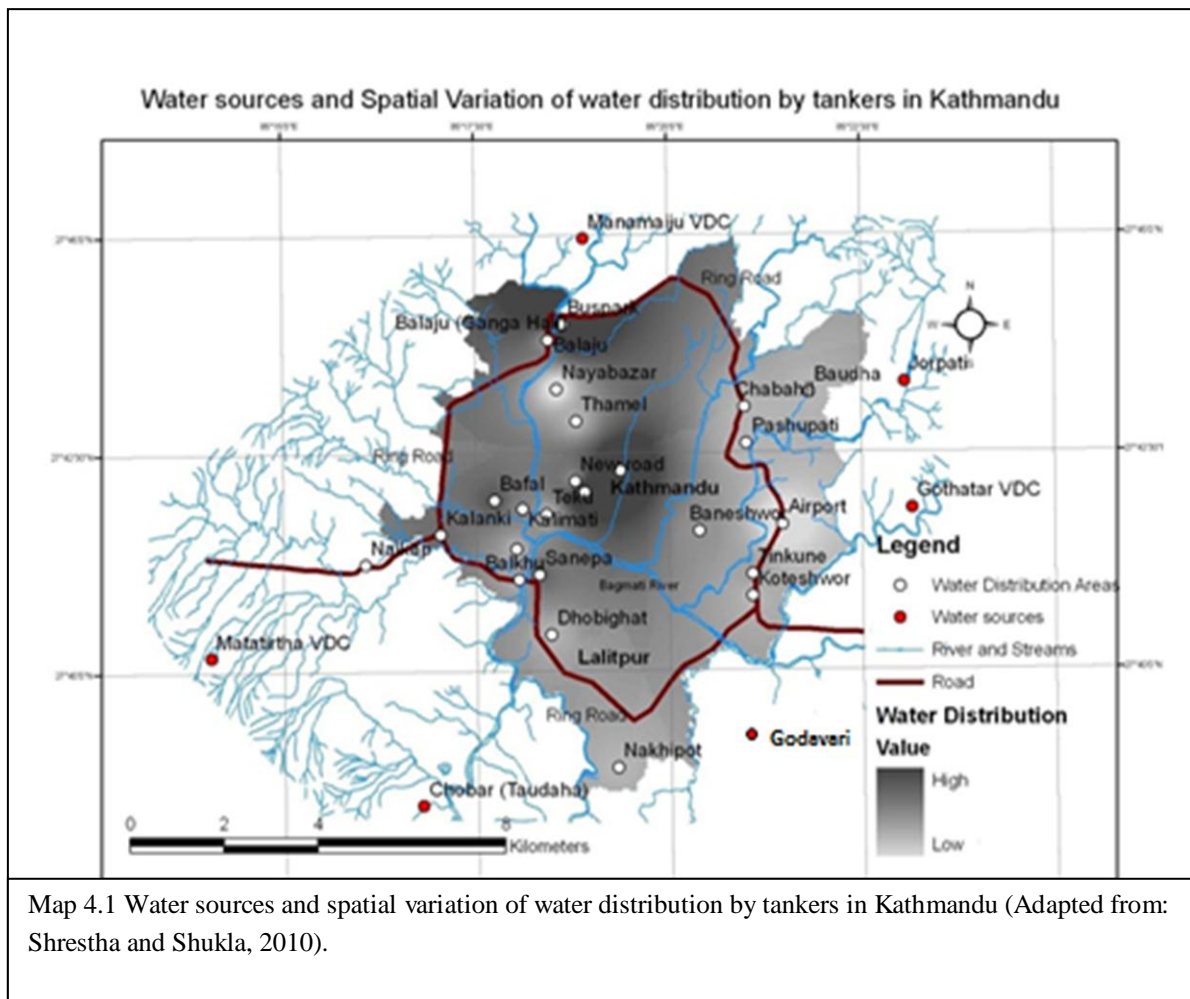 Water sources and Spatial Variation of water distribution by tankers in Kathmandu
Manamaiju VDC
Ring Road
Buspark
Balaju (Ganga Ha
Balaju
Nayabazar
Thamel
Chabahi
Baudha
Jorpati
Pashupati
Ring Road
Newroad
Kathmandu
Bafal
Teku
Kalimati
Kalanki
Baneshwor
Airport
Gothatar VDC
Naikap
Balkhu
Sanepa
Bagmati River
Tinkune
Koteshwor
Dhobighat
Lalitpur
Matatirtha VDC
Ring Road
Nakhipot
Godavari
Chobar (Taudaha)
N
W
E
Legend
Water Distribution Areas
Water sources
River and Streams
Road
Water Distribution
Value
High
Low
0 2 4 8
Kilometers
Map 4.1 Water sources and spatial variation of water distribution by tankers in Kathmandu (Adapted from:
Shrestha and Shukla, 2010).